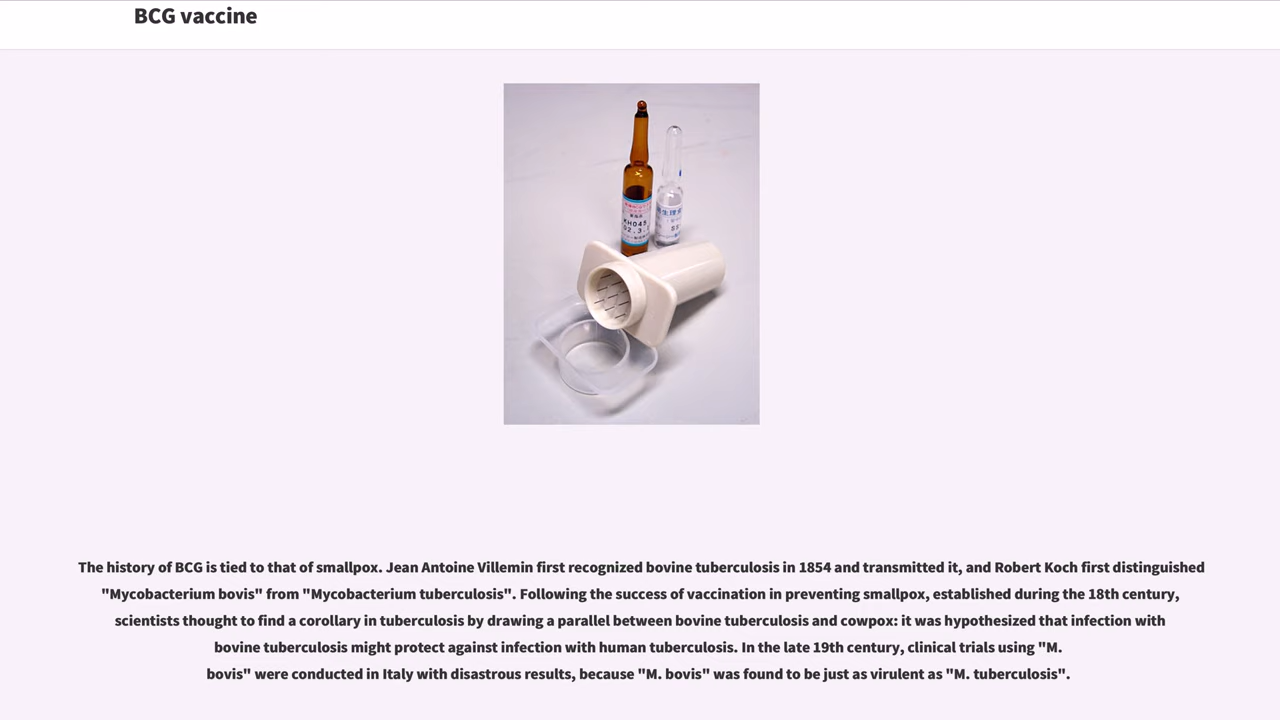 BCG vaccine
KH045
The history of BCG is tied to that of smallpox. Jean Antoine Villemin first recognized bovine tuberculosis in 1854 and transmitted it, and Robert Koch first distinguished
"Mycobacterium bovis" from "Mycobacterium tuberculosis". Following the success of vaccination in preventing smallpox, established during the 18th century,
scientists thought to find a corollary in tuberculosis by drawing a parallel between bovine tuberculosis and cowpox: it was hypothesized that infection with
bovine tuberculosis might protect against infection with human tuberculosis. In the late 19th century, clinical trials using "M.
bovis" were conducted in Italy with disastrous results, because "M. bovis" was found to be just as virulent as "M. tuberculosis".